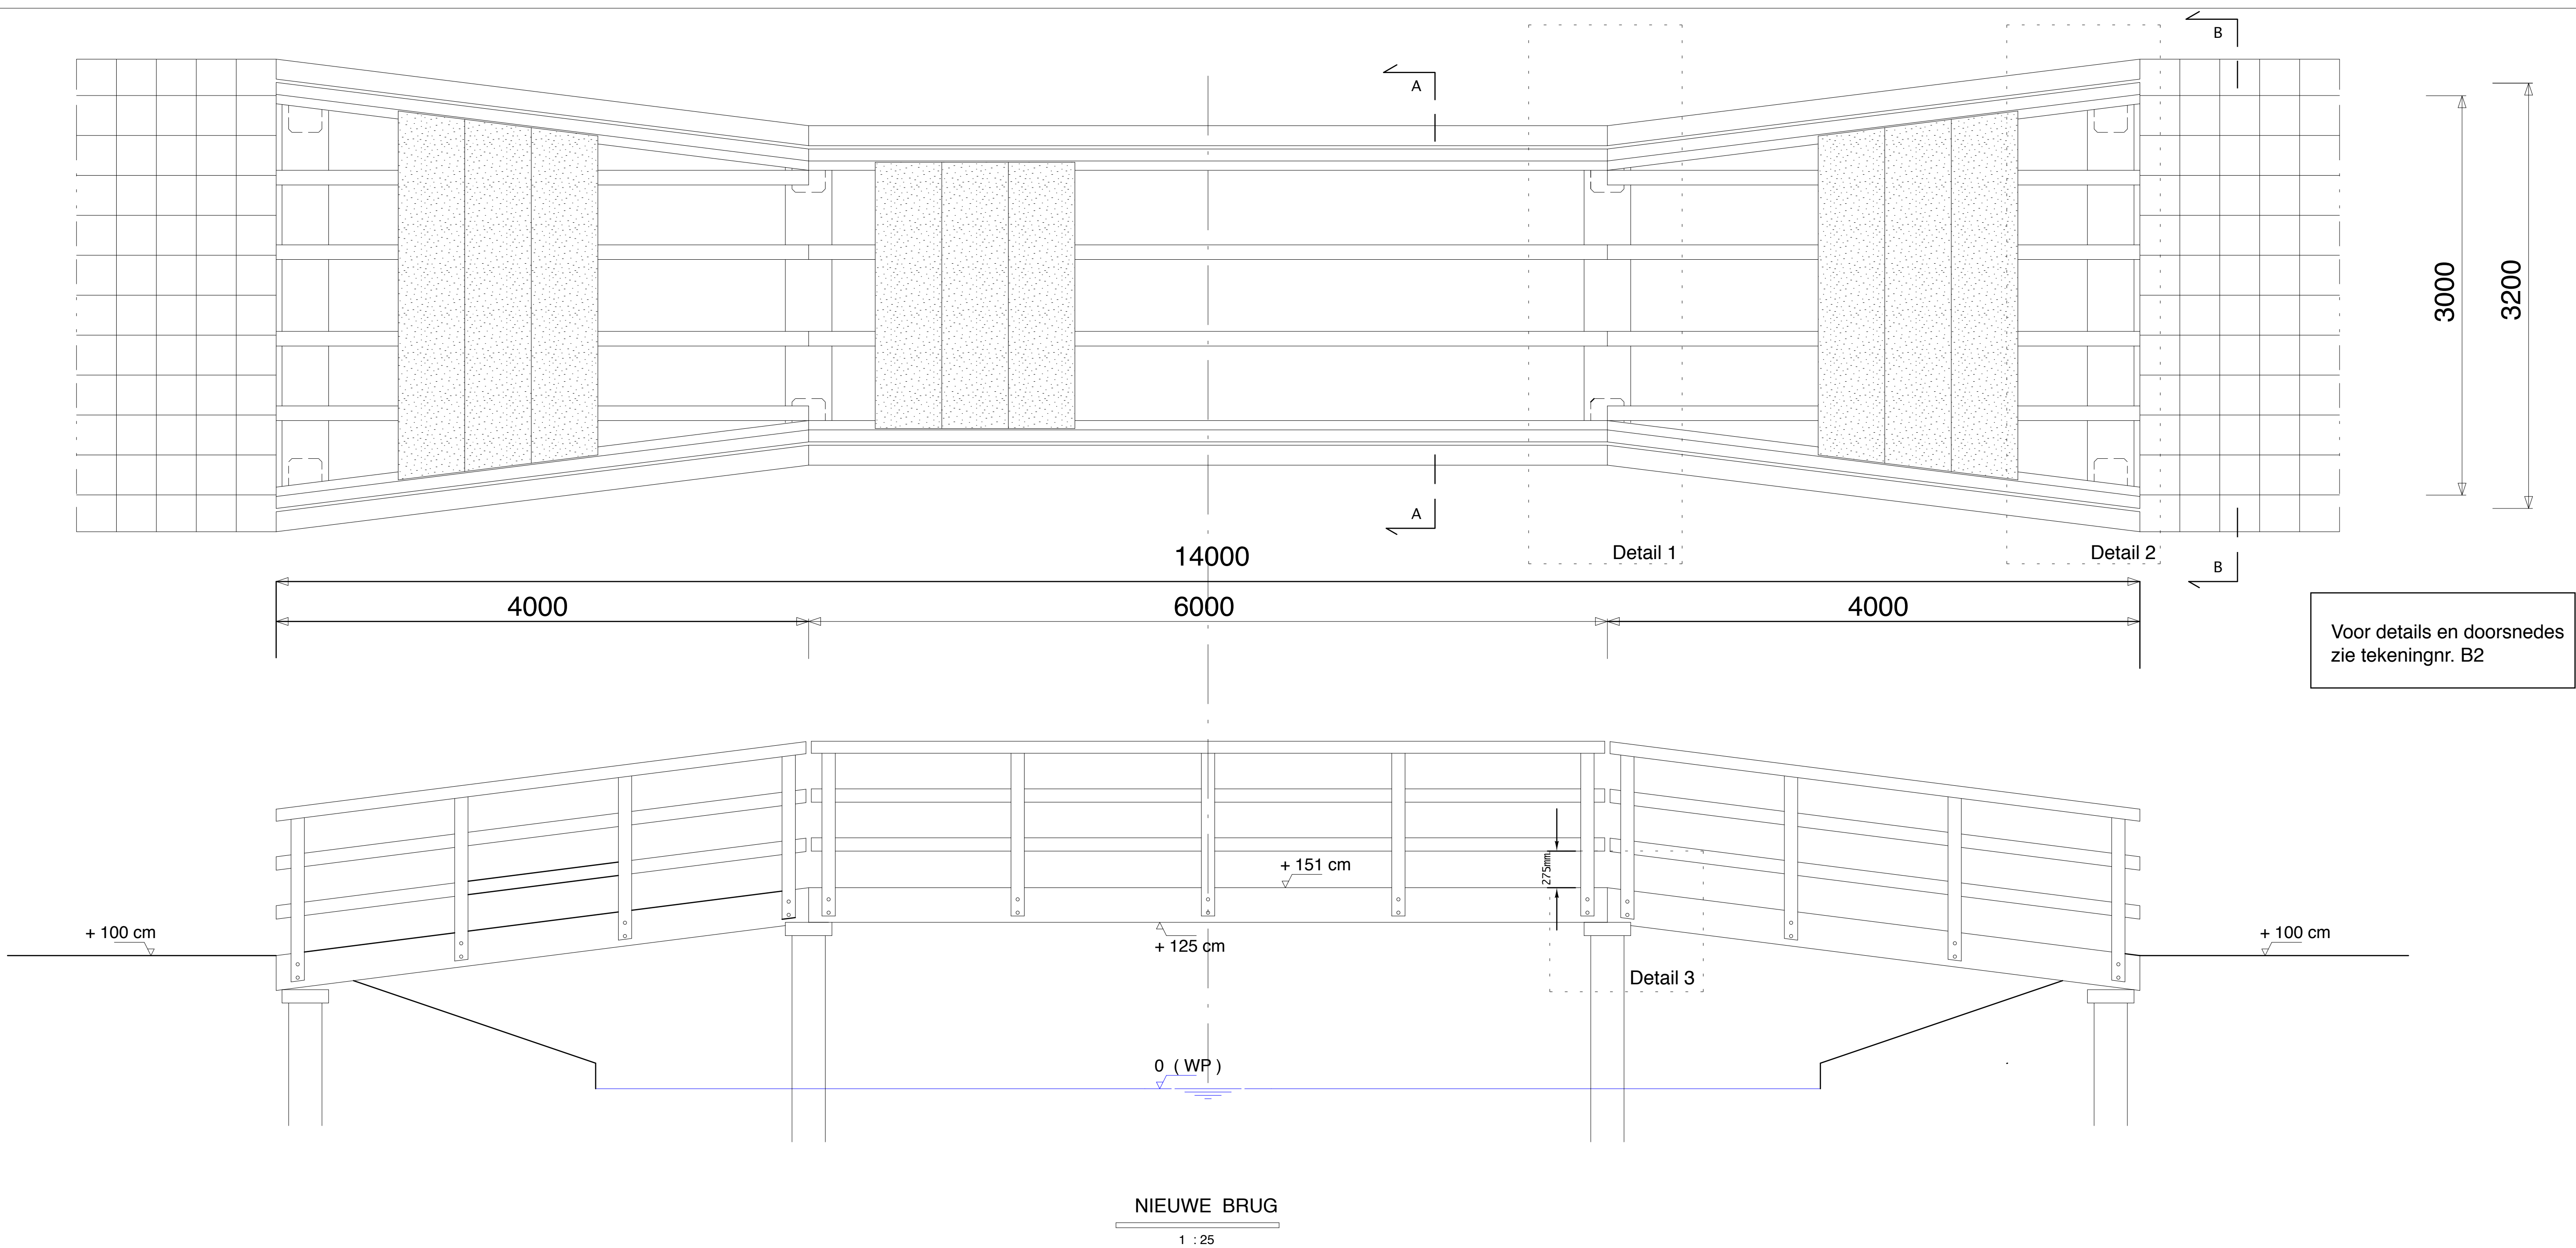 B
A
3000
3200
A
Detail 1
Detail 2
B
14000
4000
6000
4000
Voor details en doorsnedes
zie tekeningnr. B2
+ 151 cm
275mm
+ 100 cm
+ 125 cm
+ 100 cm
Detail 3
0 ( WP )
NIEUWE BRUG
1 : 25